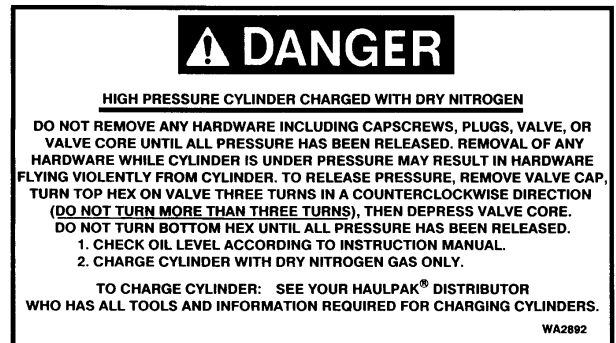 DANGER
HIGH PRESSURE CYLINDER CHARGED WITH DRY NITROGEN
DO NOT REMOVE ANY HARDWARE INCLUDING CAPSCREWS, PLUGS, VALVE, OR
VALVE CORE UNTIL ALL PRESSURE HAS BEEN RELEASED. REMOVAL OF ANY
HARDWARE WHILE CYLINDER IS UNDER PRESSURE MAY RESULT IN HARDWARE
FLYING VIOLENTLY FROM CYLINDER. TO RELEASE PRESSURE, REMOVE VALVE CAP,
TURN TOP HEX ON VALVE THREE TURNS IN A COUNTERCLOCKWISE DIRECTION
(DO NOT TURN MORE THAN THREE TURNS), THEN DEPRESS VALVE CORE.
DO NOT TURN BOTTOM HEX UNTIL ALL PRESSURE HAS BEEN RELEASED.
1. CHECK OIL LEVEL ACCORDING TO INSTRUCTION MANUAL.
2. CHARGE CYLINDER WITH DRY NITROGEN GAS ONLY.
TO CHARGE CYLINDER: SEE YOUR HAULPAK® DISTRIBUTOR
WHO HAS ALL TOOLS AND INFORMATION REQUIRED FOR CHARGING CYLINDERS.
WA2892